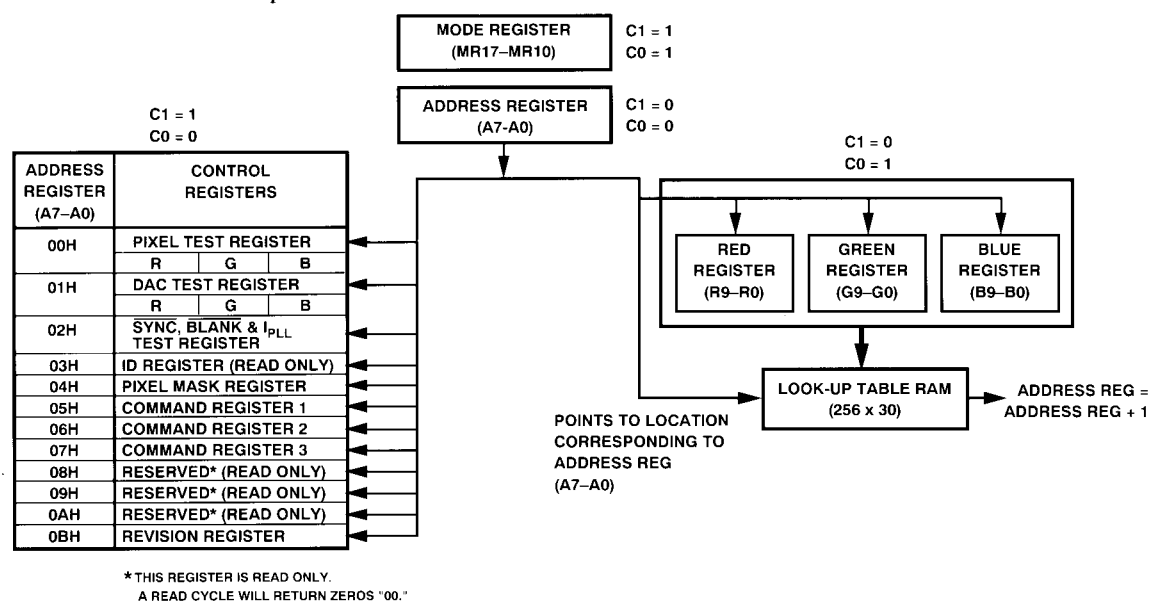 MODE REGISTER
(MR17–MR10)
C1 = 1
C0 = 1
ADDRESS REGISTER
(A7-A0)
C1 = 0
C0 = 0
C1 = 1
C0 = 0
ADDRESS
REGISTER
(A7–A0)
CONTROL
REGISTERS
00H PIXEL TEST REGISTER
R G B
01H DAC TEST REGISTER
R G B
02H SYNC, BLANK & IPLL
TEST REGISTER
03H ID REGISTER (READ ONLY)
04H PIXEL MASK REGISTER
05H COMMAND REGISTER 1
06H COMMAND REGISTER 2
07H COMMAND REGISTER 3
08H RESERVED* (READ ONLY)
09H RESERVED* (READ ONLY)
0AH RESERVED* (READ ONLY)
0BH REVISION REGISTER
* THIS REGISTER IS READ ONLY.
A READ CYCLE WILL RETURN ZEROS "00."
C1 = 0
C0 = 1
RED
REGISTER
(R9–R0)
GREEN
REGISTER
(G9–G0)
BLUE
REGISTER
(B9–B0)
LOOK-UP TABLE RAM
(256 x 30)
ADDRESS REG =
ADDRESS REG + 1
POINTS TO LOCATION
CORRESPONDING TO
ADDRESS REG
(A7–A0)